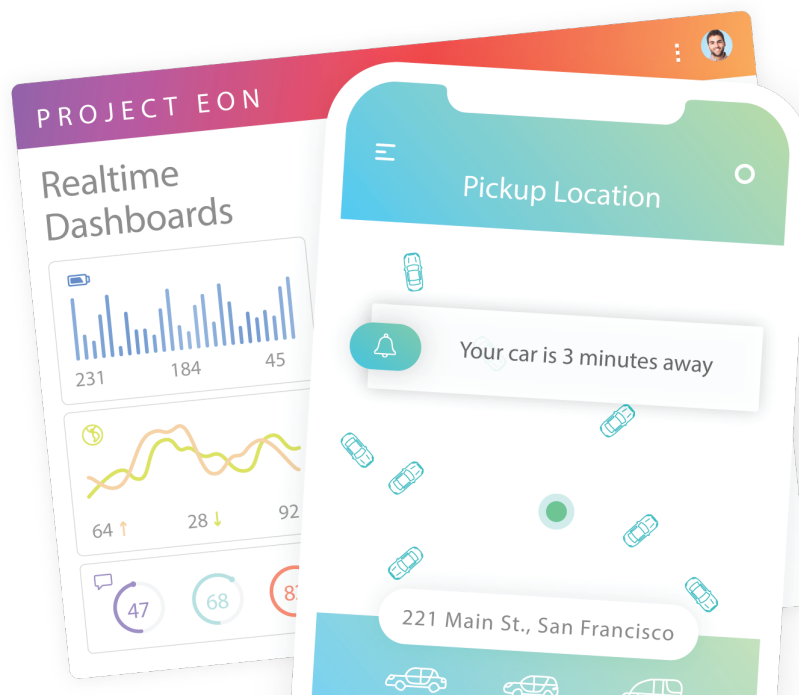 PROJECT EON
Realtime
Dashboards
231 184 45
64 28 92
47 68
Pickup Location
Your car is 3 minutes away
221 Main St., San Francisco